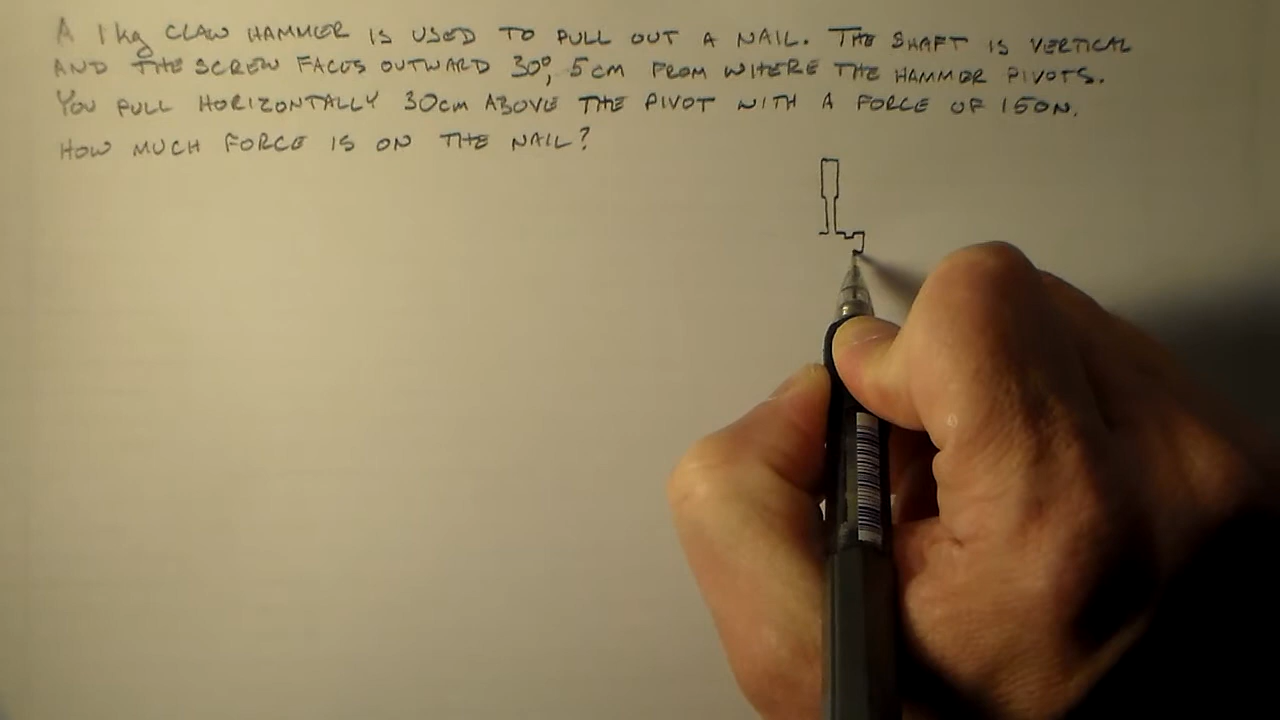 A 1kg CLAW HAMMER IS USED TO PULL OUT A NAIL. THE SHAFT IS VERTICAL
AND THE SCREW FACES OUTWARD 30°, 5cm FROM WHERE THE HAMMER PIVOTS.
YOU PULL HORIZONTALLY 30cm ABOVE THE PIVOT WITH A FORCE OF 150N.
HOW MUCH FORCE IS ON THE NAIL?